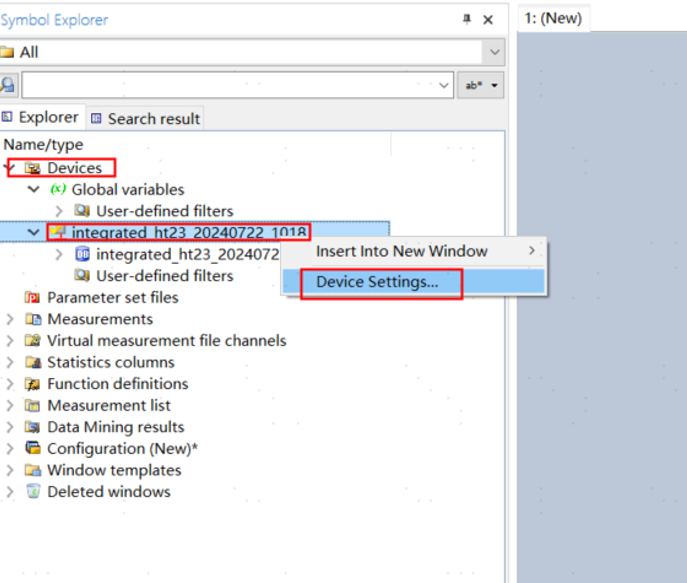 Symbol Explorer
1: (New)
All
ab*
Explorer
Search result
Name/type
Devices
(x) Global variables
User-defined filters
integrated_ht23_20240722_1018
integrated_ht23_2024072
Insert Into New Window
User-defined filters
Device Settings...
Parameter set files
Measurements
Virtual measurement file channels
Statistics columns
Function definitions
Measurement list
Data Mining results
Configuration (New)*
Window templates
Deleted windows